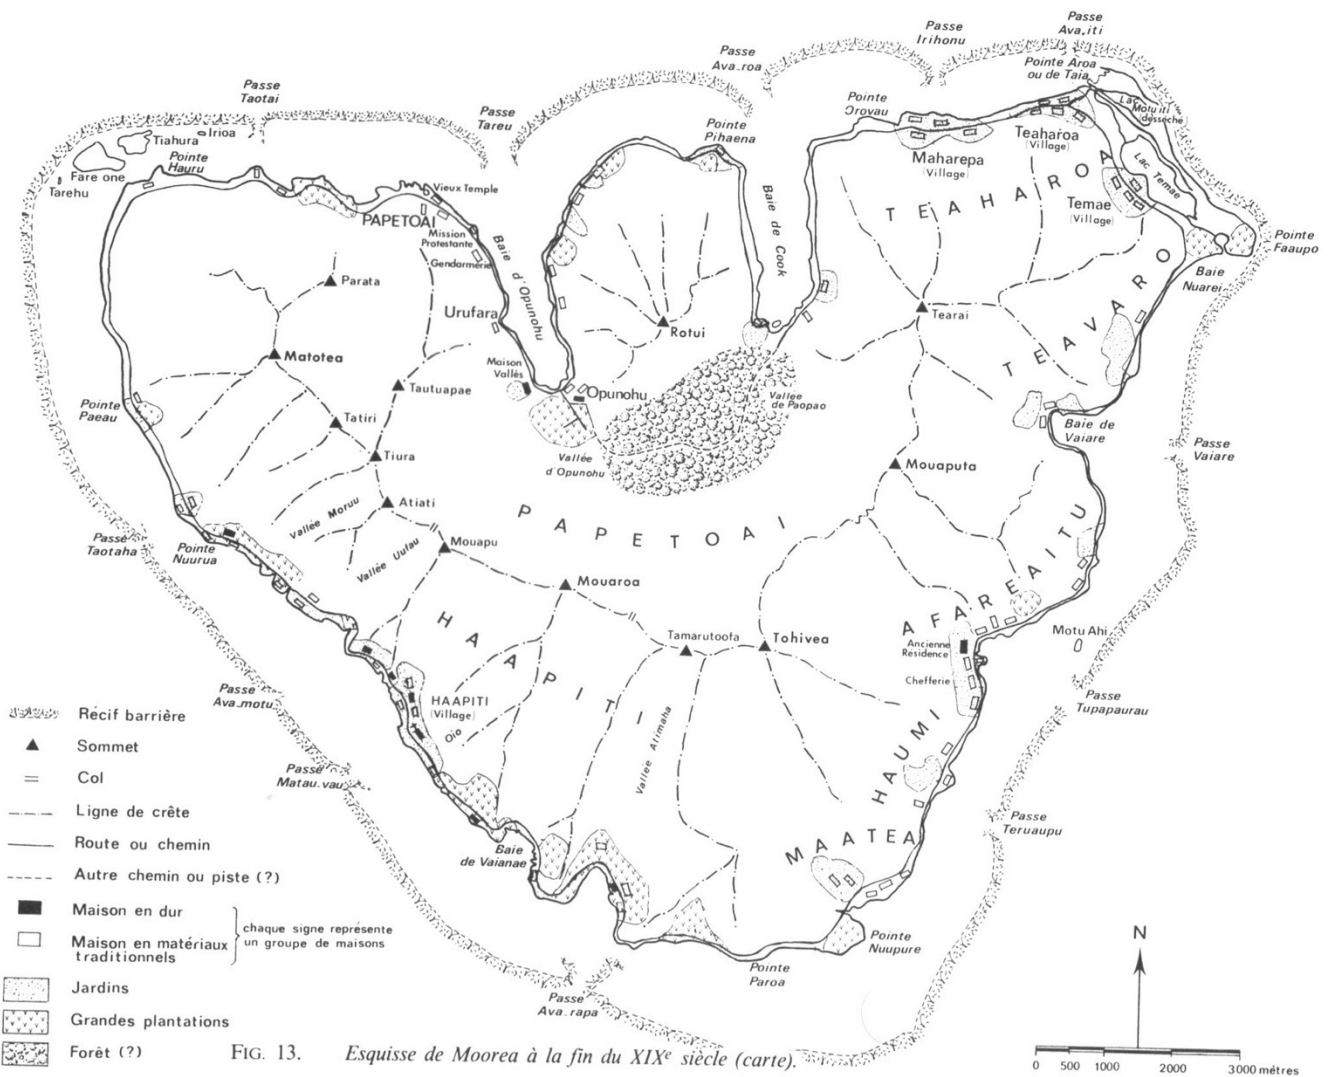 Passe
Ava.iti
Passe
Irihonu
Passe
Ava.roa
Passe
Taotai
Passe
Tareu
Pointe Aroa
ou de Taia
Lac
Motu iti
(desséché)
Pointe
Orovau
Pointe
Pihaena
Irioa
Tiahura
Pointe
Hauru
Fare one
Tarehu
Teaharoa
(Village)
Maharepa
(Village)
Lac Temae
Temae
(Village)
TEAHAROA
Vieux Temple
PAPETOAI
Mission
Protestante
Gendarmerie
Baie d'Opunohu
Baie de Cook
Pointe
Faaupo
Baie
Nuarei
TEAVARO
Parata
Urufara
Rotui
Tearai
Matotea
Maison
Vallès
Tautuapae
Opunohu
Vallée
de Paopao
Pointe
Paeau
Tatiri
Baie de
Vaiare
Passe
Vaiare
Tiura
Vallée
d'Opunohu
Mouaputa
Vallée Moruu
Atiati
PAPETOAI
Passe
Taotaha
Pointe
Nuurua
Mouapu
Vallée Uufau
Mouaroa
AFAREAITU
HAAPITI
Tamarutoofa
Tohivea
Ancienne
Résidence
Motu Ahi
Chefferie
Passe
Ava.motu
HAAPITI
(Village)
Oio
Passe
Tupapaurau
Vallée Atimaha
HAUMI
Passe
Matau.vau
Passe
Teruaupu
MAATEA
Baie
de Vaianae
Pointe
Nuupure
Pointe
Paroa
Passe
Ava.rapa
Récif barrière
Sommet
Col
Ligne de crête
Route ou chemin
Autre chemin ou piste (?)
Maison en dur
Maison en matériaux
traditionnels
chaque signe représente
un groupe de maisons
Jardins
Grandes plantations
Forêt (?)
N
0 500 1000 2000 3000 mètres
FIG. 13. Esquisse de Moorea à la fin du XIXe siècle (carte).